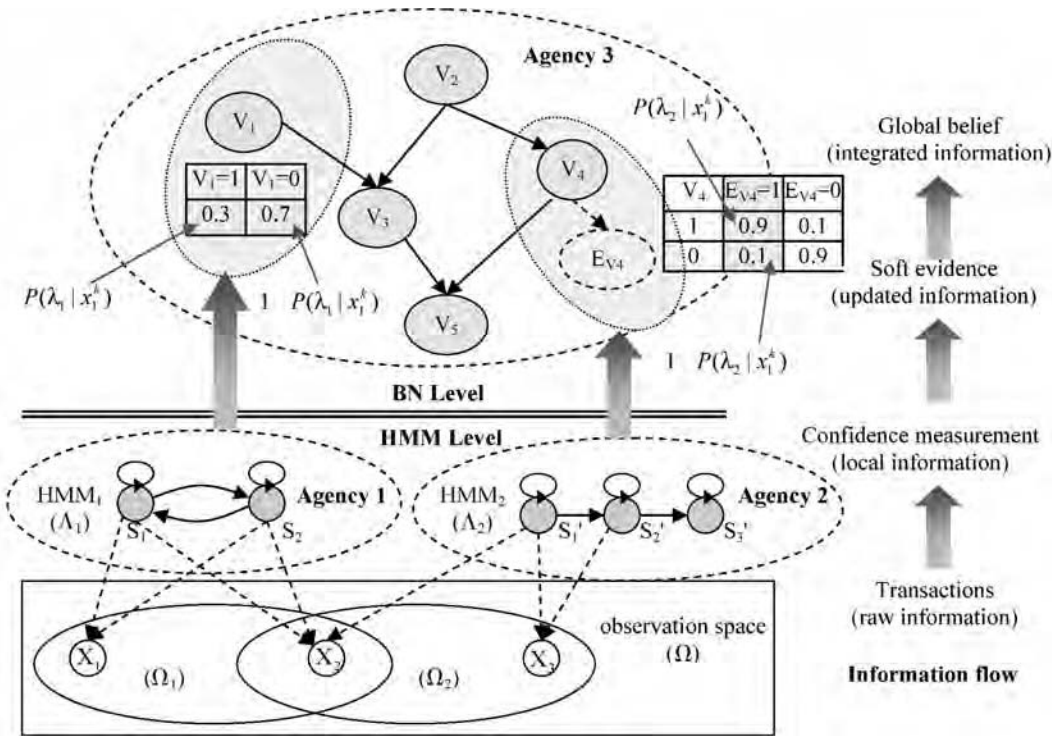 Agency 3
V₂
V₁
P(λ₂ | x₁ᵏ)
Global belief
(integrated information)
V₄
V₁=1 V₁=0
0.3 0.7
V₃
V₄ E_V4=1 E_V4=0
1 0.9 0.1
0 0.1 0.9
E_V4
Soft evidence
(updated information)
P(λ₁ | x₁ᵏ)
1 P(λ₁ | x₁ᵏ)
V₅
1 P(λ₂ | x₁ᵏ)
BN Level
HMM Level
Confidence measurement
(local information)
HMM₁
(Λ₁)
S₁
S₂
Agency 1
HMM₂
(Λ₂)
S₁'
S₂'
S₃'
Agency 2
Transactions
(raw information)
observation space
(Ω)
X₁
(Ω₁)
X₂
(Ω₂)
X₃
Information flow